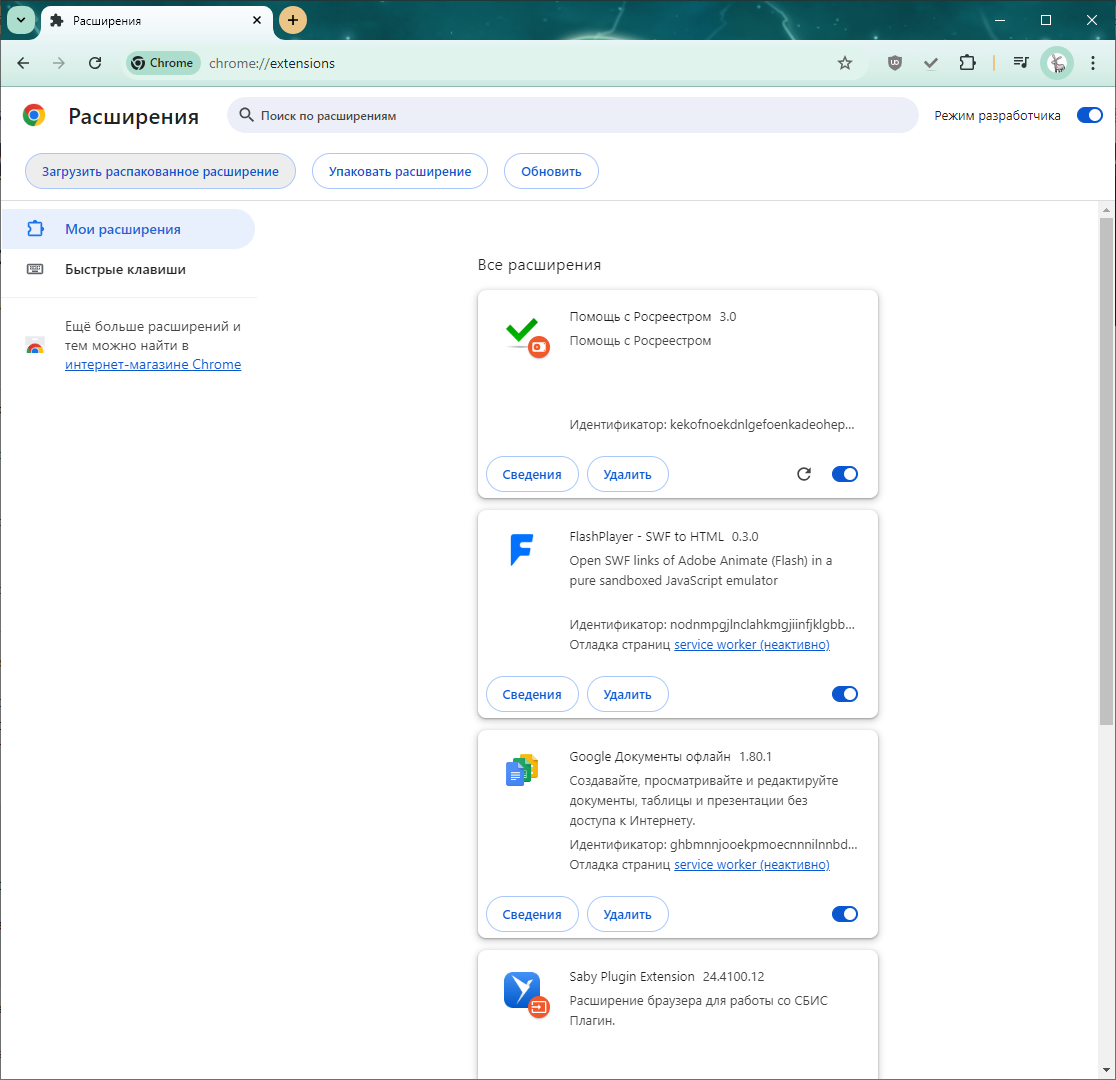 Расширения
Chrome
chrome://extensions
UD
Расширения
Поиск по расширениям
Режим разработчика
Загрузить распакованное расширение
Упаковать расширение
Обновить
Мои расширения
Быстрые клавиши
Ещё больше расширений и
тем можно найти в
интернет-магазине Chrome
Все расширения
Помощь с Росреестром 3.0
Помощь с Росреестром
Идентификатор: kekofnoekdnlgefoenkadeohep...
Сведения
Удалить
FlashPlayer - SWF to HTML 0.3.0
Open SWF links of Adobe Animate (Flash) in a
pure sandboxed JavaScript emulator
Идентификатор: nodnmpgjlnclahkmgjiinfjklgbb...
Отладка страниц service worker (неактивно)
Сведения
Удалить
Google Документы офлайн 1.80.1
Создавайте, просматривайте и редактируйте
документы, таблицы и презентации без
доступа к Интернету.
Идентификатор: ghbmnnjooekpmoecnnnilnnbd...
Отладка страниц service worker (неактивно)
Сведения
Удалить
Saby Plugin Extension 24.4100.12
Расширение браузера для работы со СБИС
Плагин.